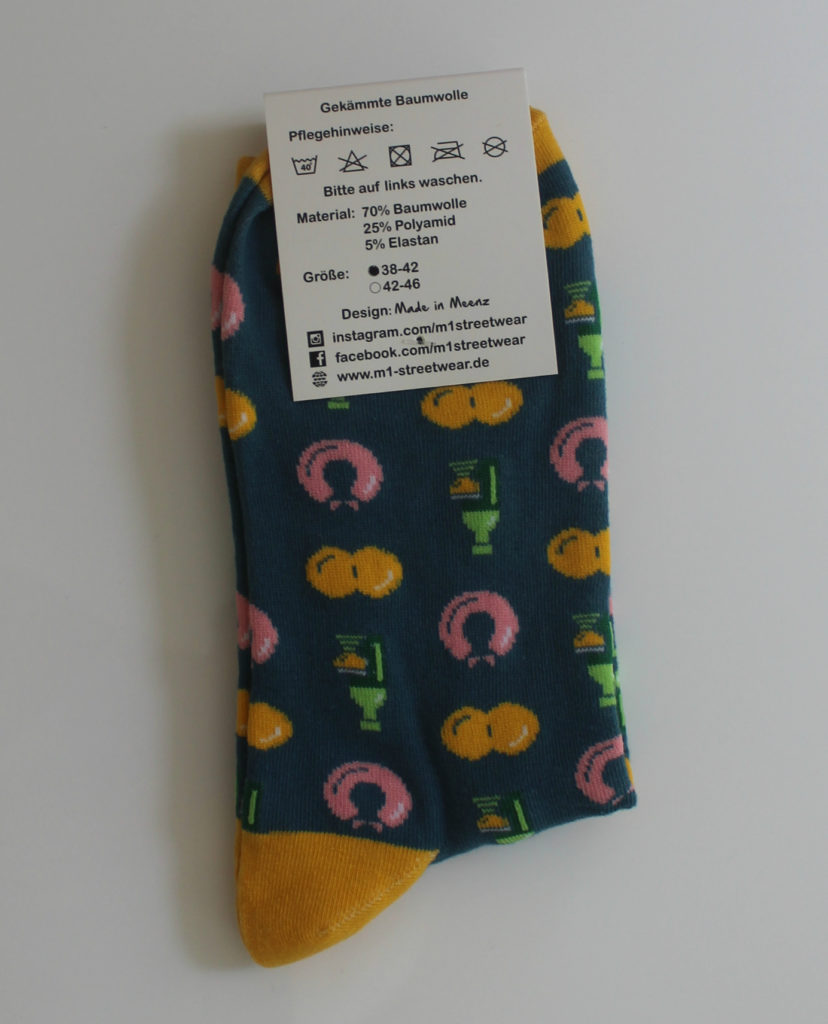 Gekämmte Baumwolle
Pflegehinweise:
40
Bitte auf links waschen.
Material: 70% Baumwolle
25% Polyamid
5% Elastan
Größe: 38-42
42-46
Design: Made in Meenz
instagram.com/m1streetwear
facebook.com/m1streetwear
www.m1-streetwear.de